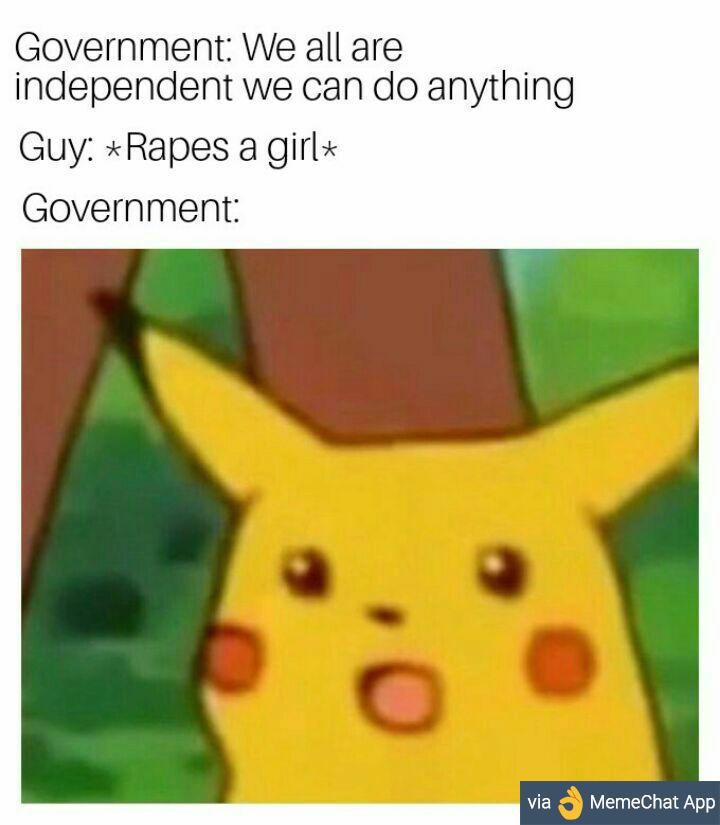 Government: We all are
independent we can do anything
Guy: *Rapes a girl*
Government:
via MemeChat App